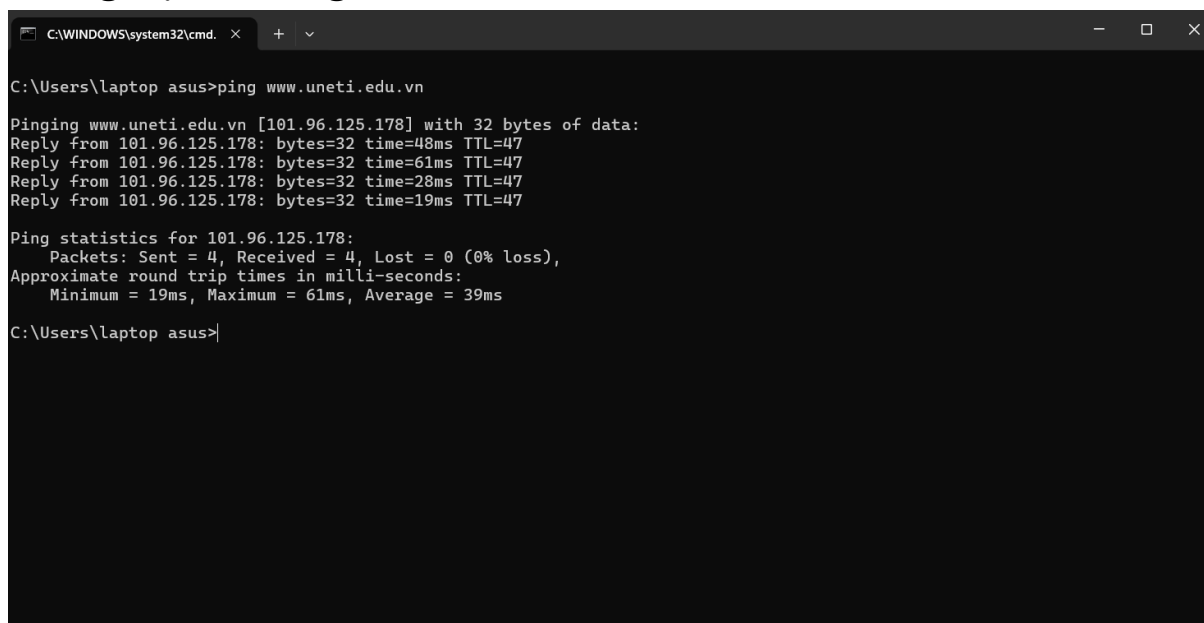 C:\WINDOWS\system32\cmd.
C:\Users\laptop asus>ping www.uneti.edu.vn
Pinging www.uneti.edu.vn [101.96.125.178] with 32 bytes of data:
Reply from 101.96.125.178: bytes=32 time=48ms TTL=47
Reply from 101.96.125.178: bytes=32 time=61ms TTL=47
Reply from 101.96.125.178: bytes=32 time=28ms TTL=47
Reply from 101.96.125.178: bytes=32 time=19ms TTL=47
Ping statistics for 101.96.125.178:
    Packets: Sent = 4, Received = 4, Lost = 0 (0% loss),
Approximate round trip times in milli-seconds:
    Minimum = 19ms, Maximum = 61ms, Average = 39ms
C:\Users\laptop asus>